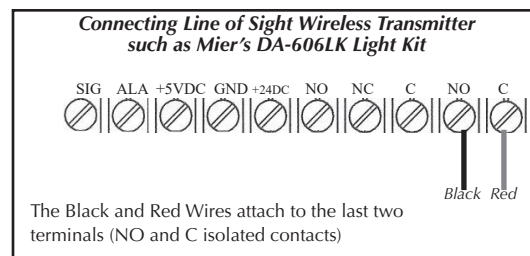 Connecting Line of Sight Wireless Transmitter
such as Mier's DA-606LK Light Kit
SIG ALA +5VDC GND +24DC NO NC C NO C
Black Red
The Black and Red Wires attach to the last two
terminals (NO and C isolated contacts)